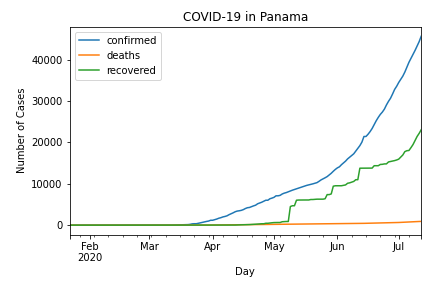 COVID-19 in Panama
confirmed
deaths
recovered
Number of Cases
40000
30000
20000
10000
0
Feb
2020
Mar
Apr
May
Jun
Jul
Day